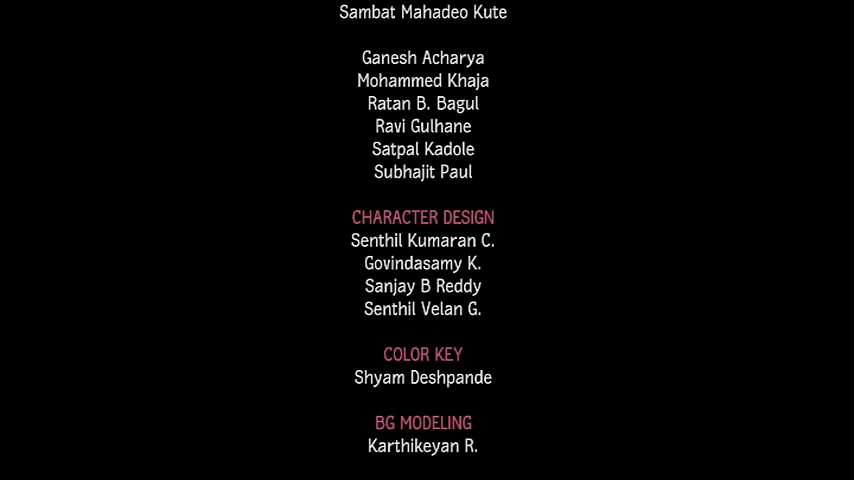 Sambat Mahadeo Kute
Ganesh Acharya
Mohammed Khaja
Ratan B. Bagul
Ravi Gulhane
Satpal Kadole
Subhajit Paul
CHARACTER DESIGN
Senthil Kumaran C.
Govindasamy K.
Sanjay B Reddy
Senthil Velan G.
COLOR KEY
Shyam Deshpande
BG MODELING
Karthikeyan R.